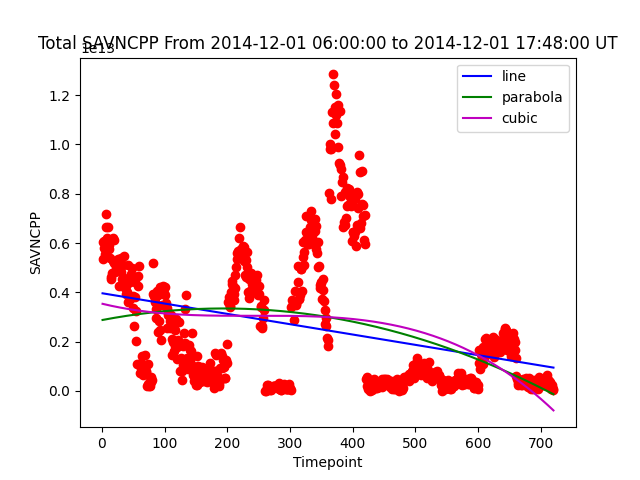 Total SAVNCPP From 2014-12-01 06:00:00 to 2014-12-01 17:48:00 UT
1e13
line
parabola
cubic
1.2
1.0
0.8
0.6
0.4
0.2
0.0
SAVNCPP
0 100 200 300 400 500 600 700
Timepoint